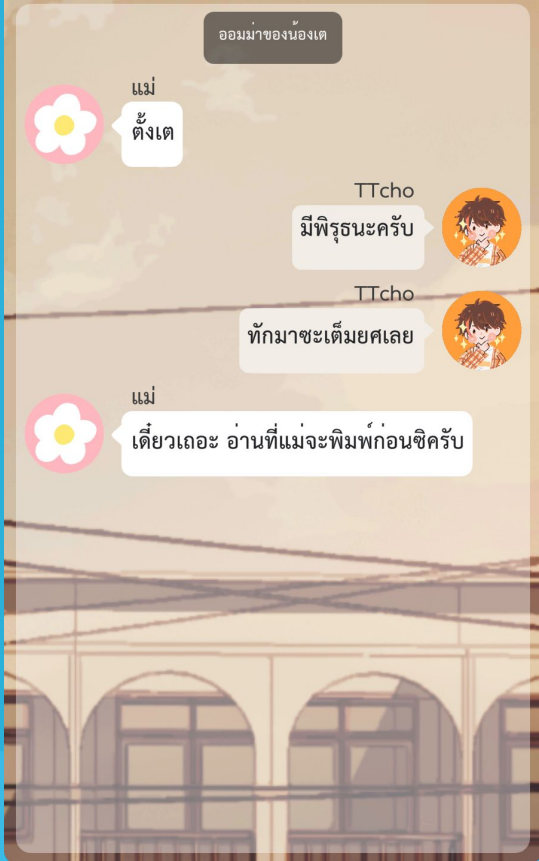 ออมม่าของน้องเต
แม่
ตั้งเต
TTcho
มีพิรุธนะครับ
TTcho
ทักมาซะเต็มยศเลย
แม่
เดี๋ยวเถอะ อ่านที่แม่จะพิมพ์ก่อนซิครับ